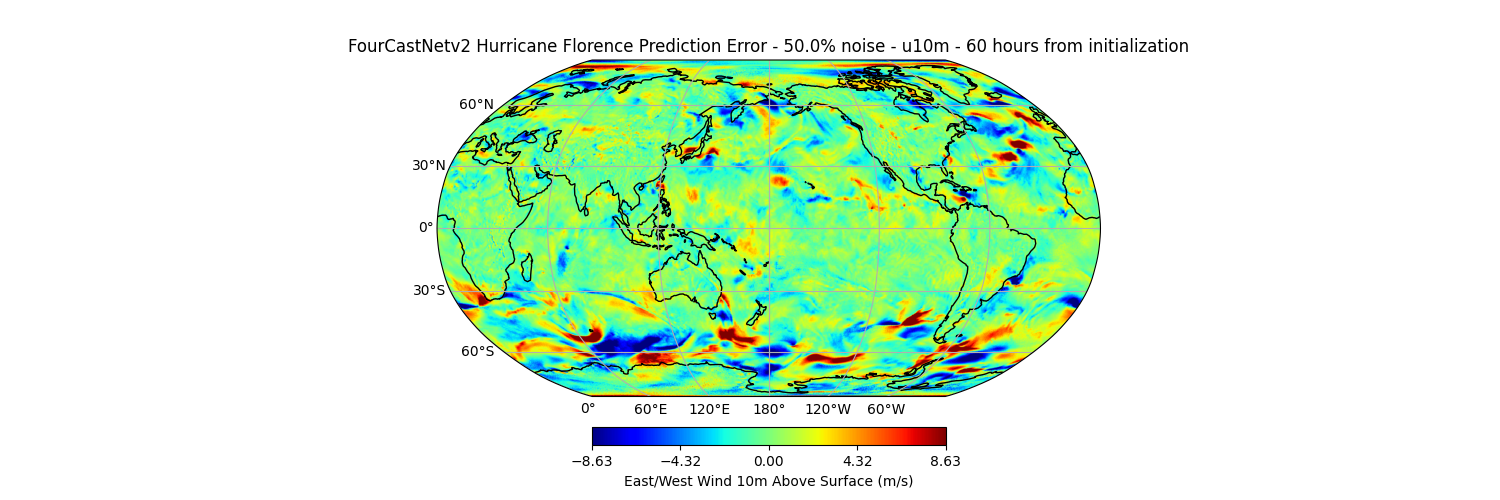 FourCastNetv2 Hurricane Florence Prediction Error - 50.0% noise - u10m - 60 hours from initialization
60°N
30°N
0°
30°S
60°S
0° 60°E 120°E 180° 120°W 60°W
−8.63 −4.32 0.00 4.32 8.63
East/West Wind 10m Above Surface (m/s)